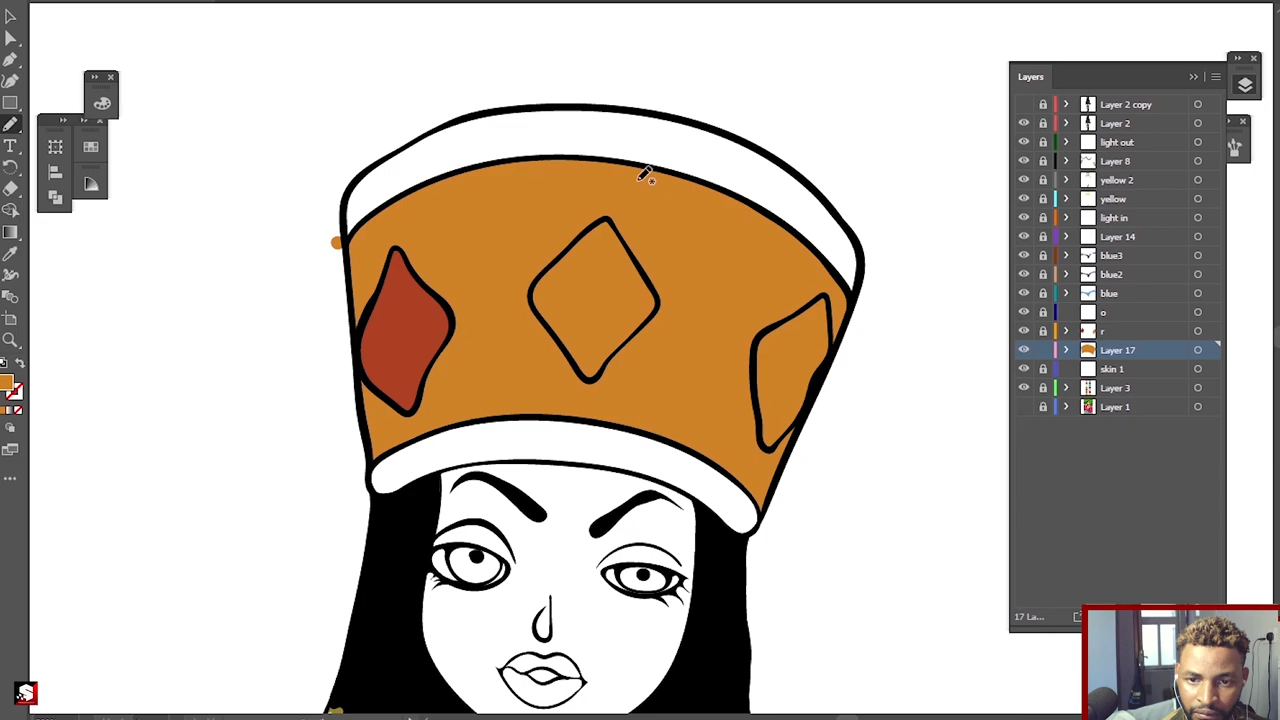 Layers
Layer 2 copy
Layer 2
light out
Layer 8
yellow 2
yellow
light in
Layer 14
blue3
blue2
blue
o
r
Layer 17
skin 1
Layer 3
Layer 1
17 La...